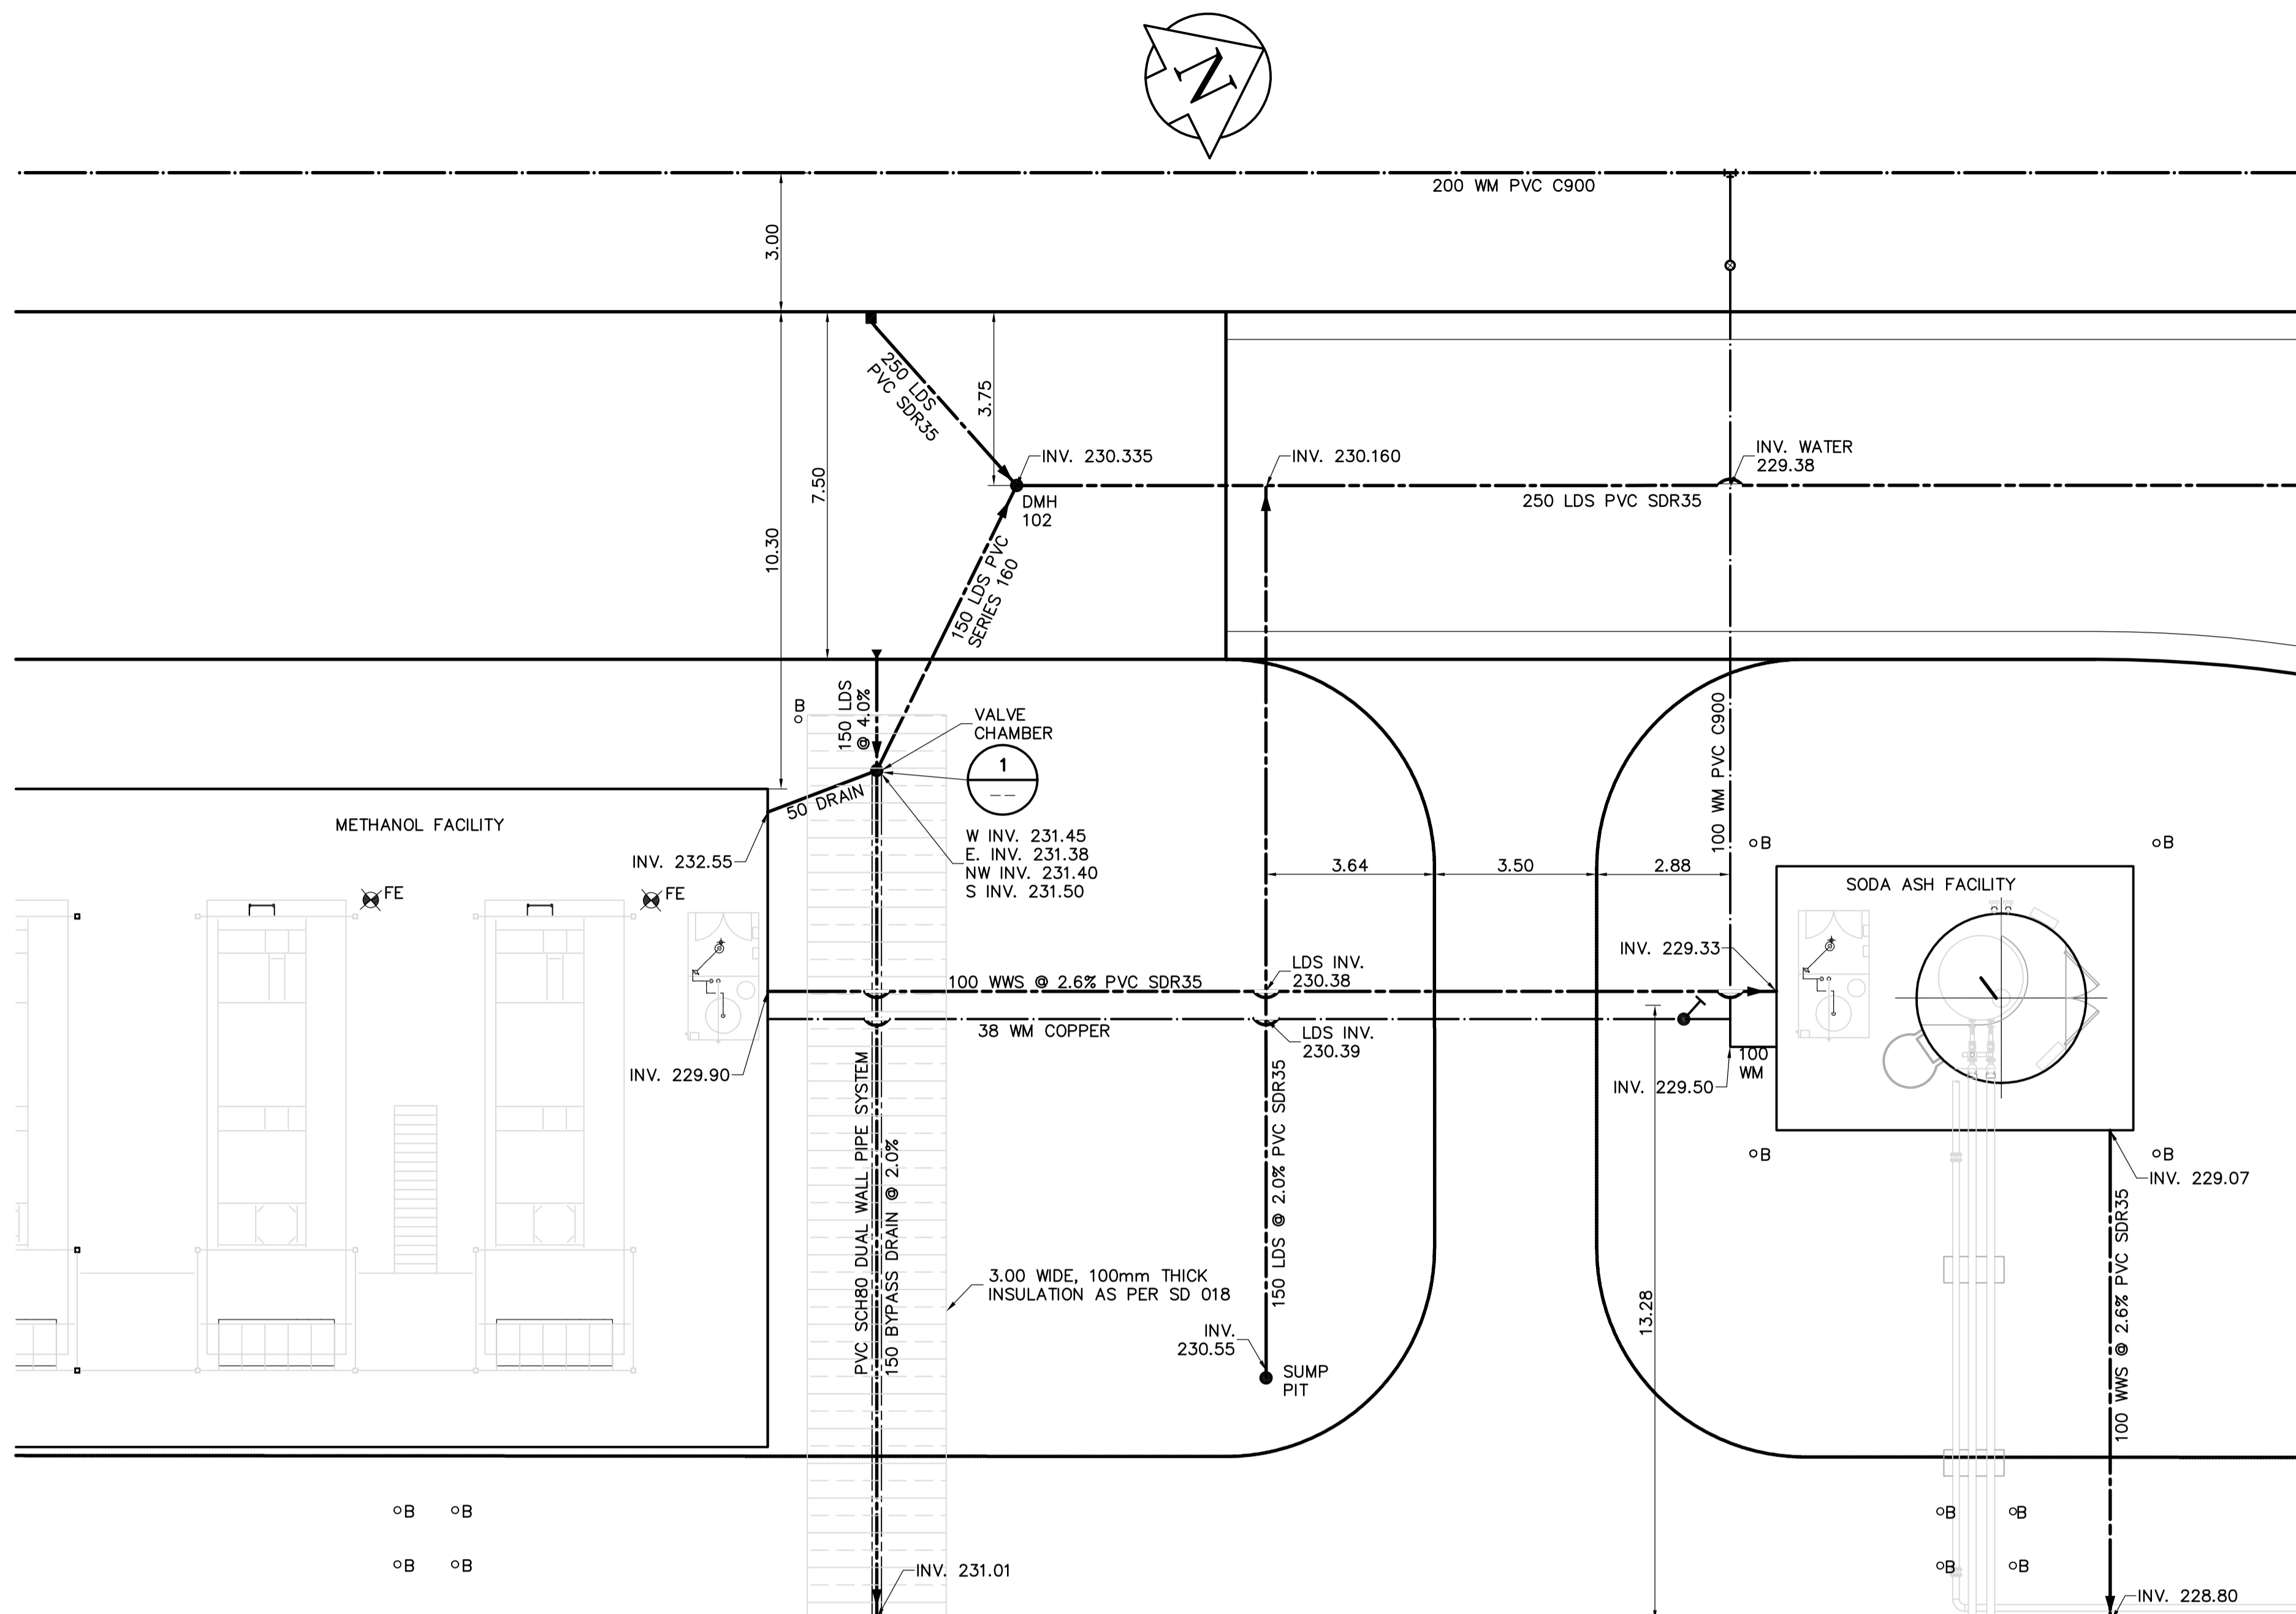 N
200 WM PVC C900
3.00
250 LDS
PVC SDR35
3.75
INV. 230.335
DMH
102
INV. 230.160
INV. WATER
229.38
250 LDS PVC SDR35
7.50
10.30
150 LDS PVC
SERIES 160
150 LDS
@ 4.0%
B
VALVE
CHAMBER
1
50 DRAIN
METHANOL FACILITY
INV. 232.55
W INV. 231.45
E. INV. 231.38
NW INV. 231.40
S INV. 231.50
FE
FE
3.64
3.50
2.88
100 WM PVC C900
B
B
SODA ASH FACILITY
INV. 229.33
LDS INV.
230.38
100 WWS @ 2.6% PVC SDR35
38 WM COPPER
LDS INV.
230.39
INV. 229.90
INV. 229.50
100
WM
PVC SCH80 DUAL WALL PIPE SYSTEM
150 BYPASS DRAIN @ 2.0%
150 LDS @ 2.0% PVC SDR35
B
B
INV. 229.07
3.00 WIDE, 100mm THICK
INSULATION AS PER SD 018
13.28
100 WWS @ 2.6% PVC SDR35
INV.
230.55
SUMP
PIT
B
B
B
B
B
B
B
B
INV. 231.01
INV. 228.80